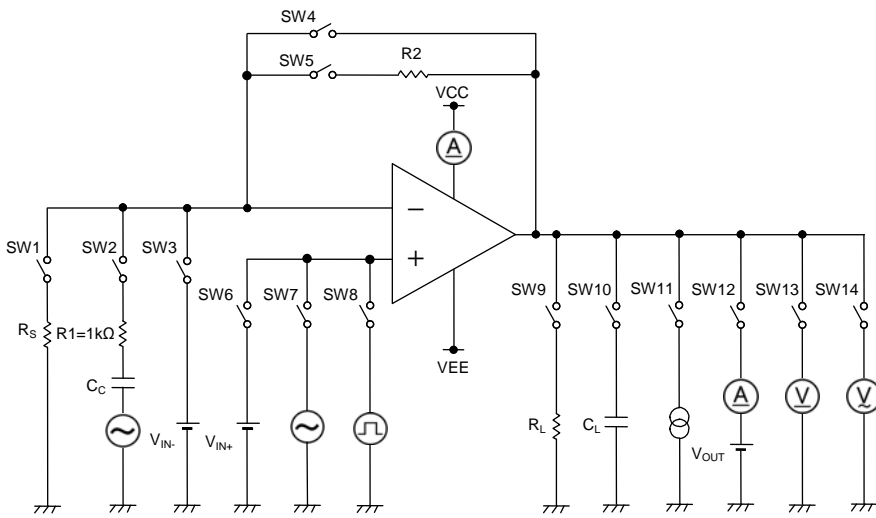 SW4
SW5
R2
VCC
A
SW1
SW2
SW3
−
+
SW6
SW7
SW8
SW9
SW10
SW11
SW12
SW13
SW14
RS
R1=1kΩ
VEE
CC
A
V
V
VIN-
VIN+
RL
CL
VOUT